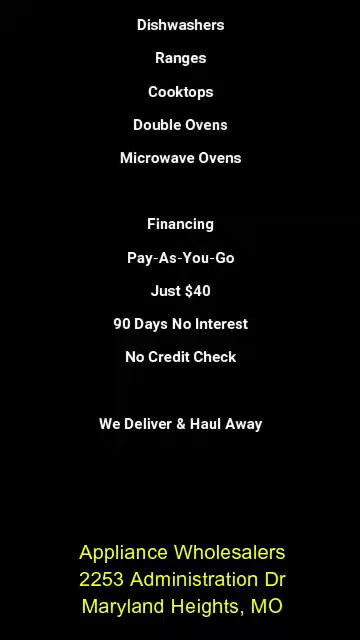 Dishwashers
Ranges
Cooktops
Double Ovens
Microwave Ovens
Financing
Pay-As-You-Go
Just $40
90 Days No Interest
No Credit Check
We Deliver & Haul Away
Appliance Wholesalers
2253 Administration Dr
Maryland Heights, MO